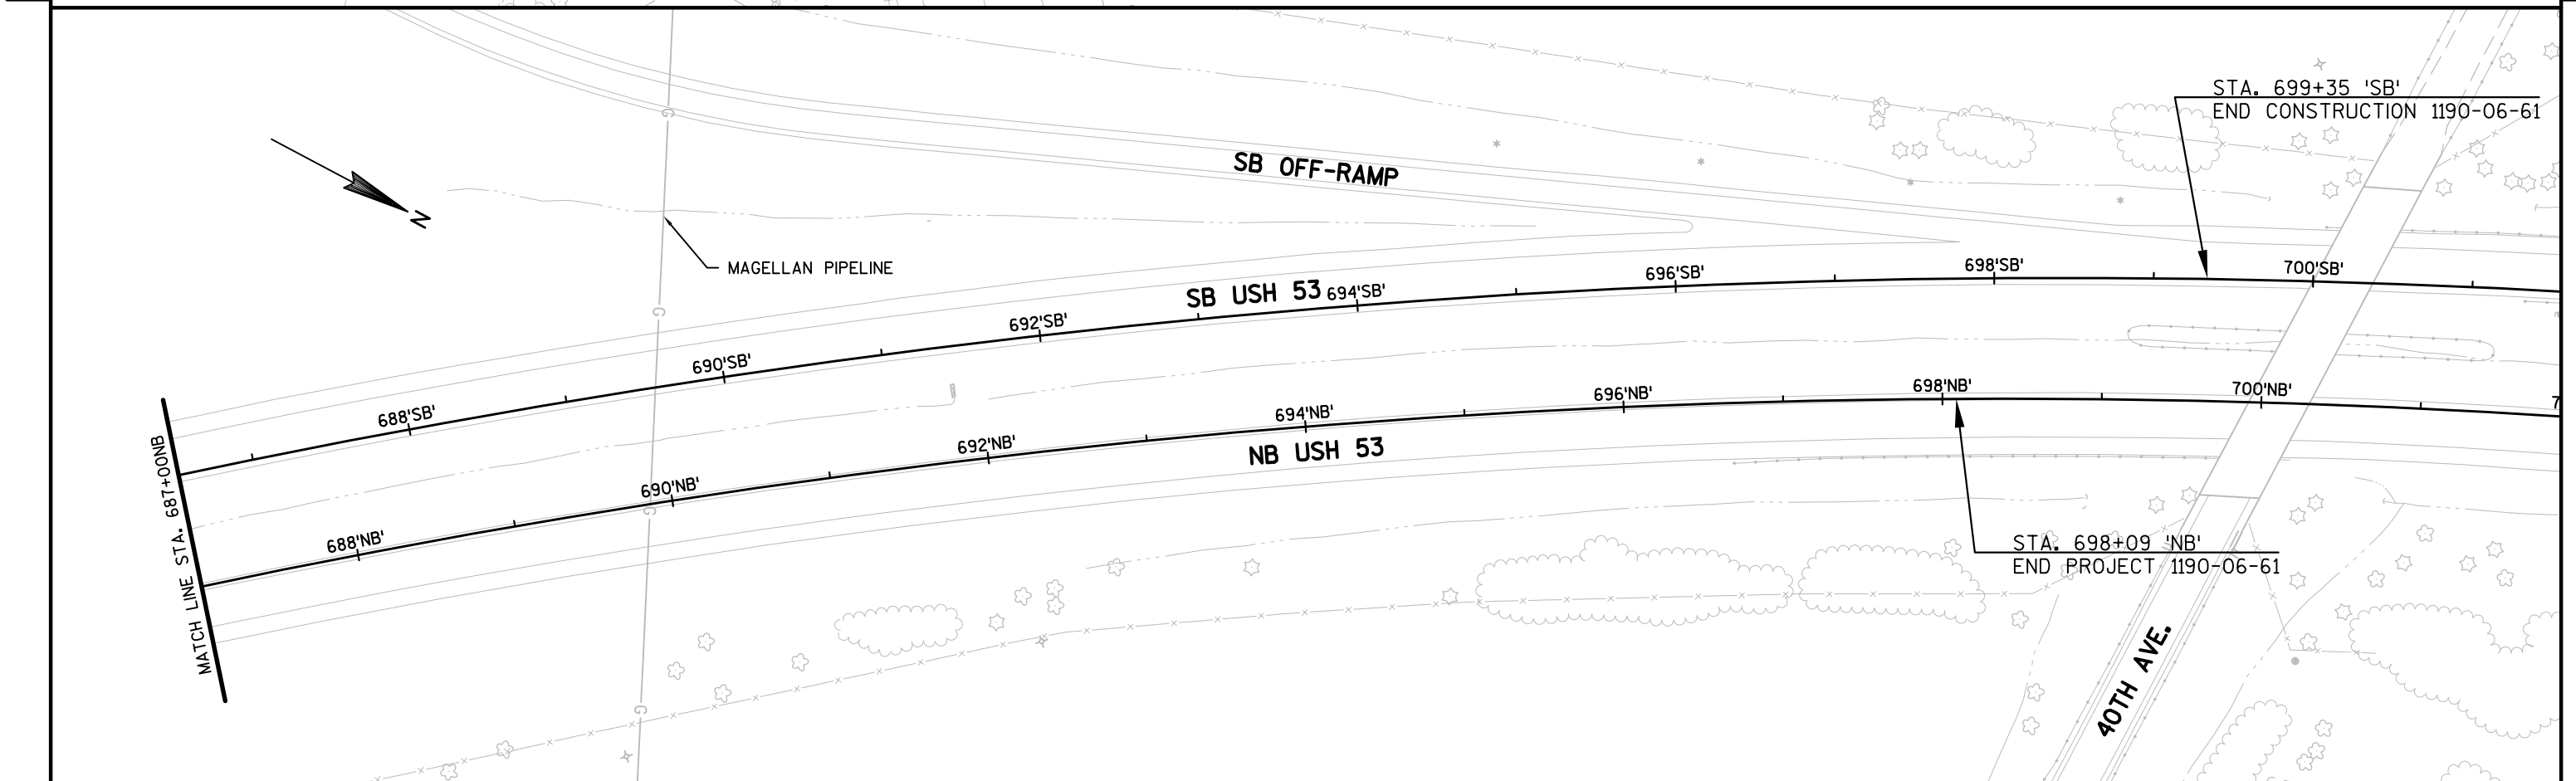 STA. 699+35 'SB'
END CONSTRUCTION 1190-06-61
SB OFF-RAMP
N
MAGELLAN PIPELINE
SB USH 53
688'SB'
690'SB'
692'SB'
694'SB'
696'SB'
698'SB'
700'SB'
688'NB'
690'NB'
692'NB'
694'NB'
696'NB'
698'NB'
700'NB'
7
NB USH 53
MATCH LINE STA. 687+00NB
STA. 698+09 'NB'
END PROJECT 1190-06-61
40TH AVE.
G
G
G
G